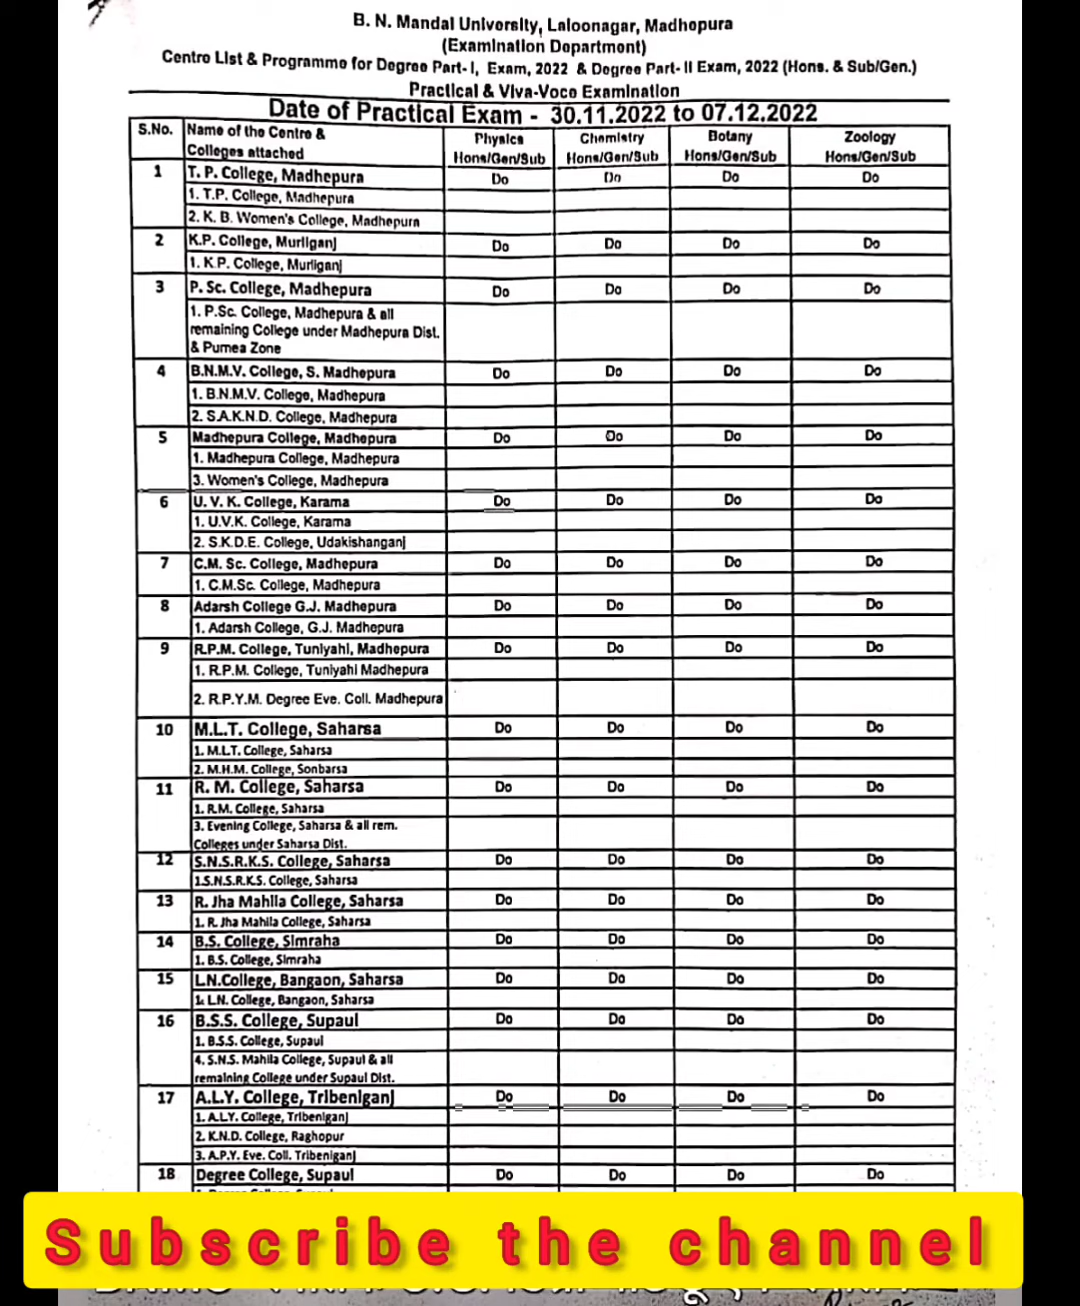 B. N. Mandal University, Laloonagar, Madhepura
(Examination Department)
Centre List & Programme for Degree Part- I, Exam, 2022 & Degree Part- II Exam, 2022 (Hons. & Sub/Gen.)
Practical & Viva-Voce Examination
Date of Practical Exam - 30.11.2022 to 07.12.2022
S.No. Name of the Centre & Colleges attached Physics Hons/Gen/Sub Chemistry Hons/Gen/Sub Botany Hons/Gen/Sub Zoology Hons/Gen/Sub
1 T. P. College, Madhepura Do Do Do Do
1. T.P. College, Madhepura
2. K. B. Women's College, Madhepura
2 K.P. College, Murliganj Do Do Do Do
1. K.P. College, Murliganj
3 P. Sc. College, Madhepura Do Do Do Do
1. P.Sc. College, Madhepura & all
remaining College under Madhepura Dist.
& Purnea Zone
4 B.N.M.V. College, S. Madhepura Do Do Do Do
1. B.N.M.V. College, Madhepura
2. S.A.K.N.D. College, Madhepura
5 Madhepura College, Madhepura Do Do Do Do
1. Madhepura College, Madhepura
3. Women's College, Madhepura
6 U. V. K. College, Karama Do Do Do Do
1. U.V.K. College, Karama
2. S.K.D.E. College, Udakishanganj
7 C.M. Sc. College, Madhepura Do Do Do Do
1. C.M.Sc. College, Madhepura
8 Adarsh College G.J. Madhepura Do Do Do Do
1. Adarsh College, G.J. Madhepura
9 R.P.M. College, Tuniyahi, Madhepura Do Do Do Do
1. R.P.M. College, Tuniyahi Madhepura
2. R.P.Y.M. Degree Eve. Coll. Madhepura
10 M.L.T. College, Saharsa Do Do Do Do
1. M.L.T. College, Saharsa
2. M.H.M. College, Sonbarsa
11 R. M. College, Saharsa Do Do Do Do
1. R.M. College, Saharsa
3. Evening College, Saharsa & all rem.
Colleges under Saharsa Dist.
12 S.N.S.R.K.S. College, Saharsa Do Do Do Do
1.S.N.S.R.K.S. College, Saharsa
13 R. Jha Mahila College, Saharsa Do Do Do Do
1. R. Jha Mahila College, Saharsa
14 B.S. College, Simraha Do Do Do Do
1. B.S. College, Simraha
15 L.N.College, Bangaon, Saharsa Do Do Do Do
1. L.N. College, Bangaon, Saharsa
16 B.S.S. College, Supaul Do Do Do Do
1. B.S.S. College, Supaul
4. S.N.S. Mahila College, Supaul & all
remaining College under Supaul Dist.
17 A.L.Y. College, Tribeniganj Do Do Do Do
1. A.L.Y. College, Tribeniganj
2. K.N.D. College, Raghopur
3. A.P.Y. Eve. Coll. Tribeniganj
18 Degree College, Supaul Do Do Do Do
Subscribe the channel